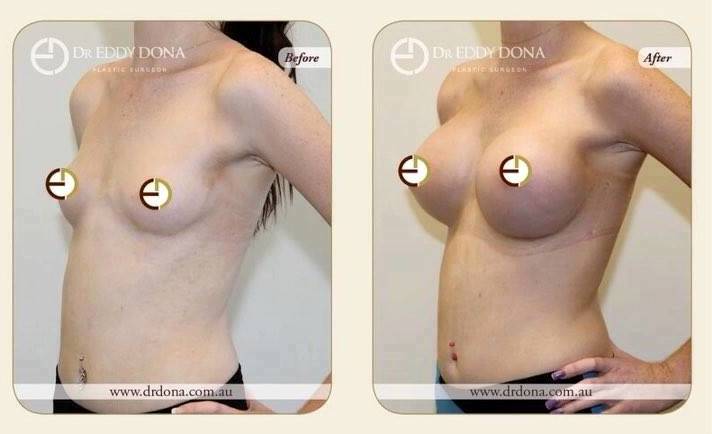 DR EDDY DONA
PLASTIC SURGEON
Before
www.drdona.com.au
DR EDDY DONA
PLASTIC SURGEON
After
www.drdona.com.au